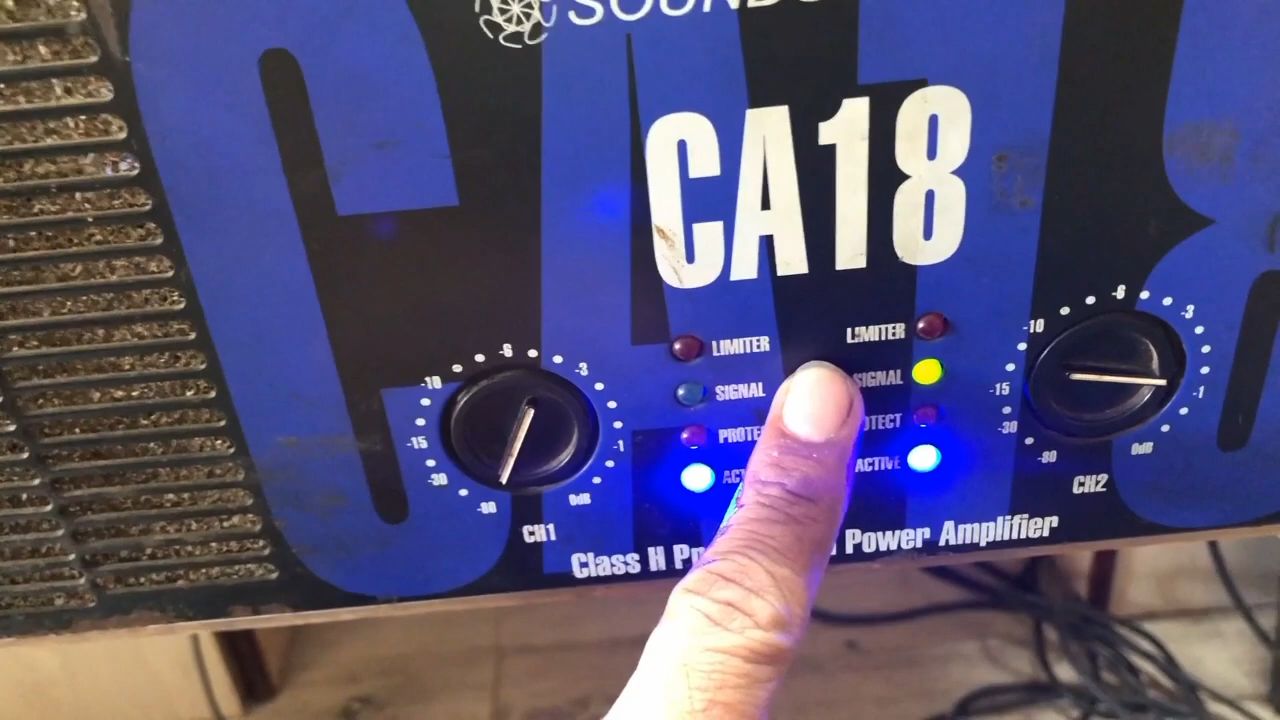 CA18
LIMITER
SIGNAL
LIMITER
SIGNAL
ACTIVE
-6
-10
-3
-15
-1
-30
-80
0dB
CH1
-6
-10
-3
-15
-1
-30
-80
0dB
CH2
Class H
Power Amplifier